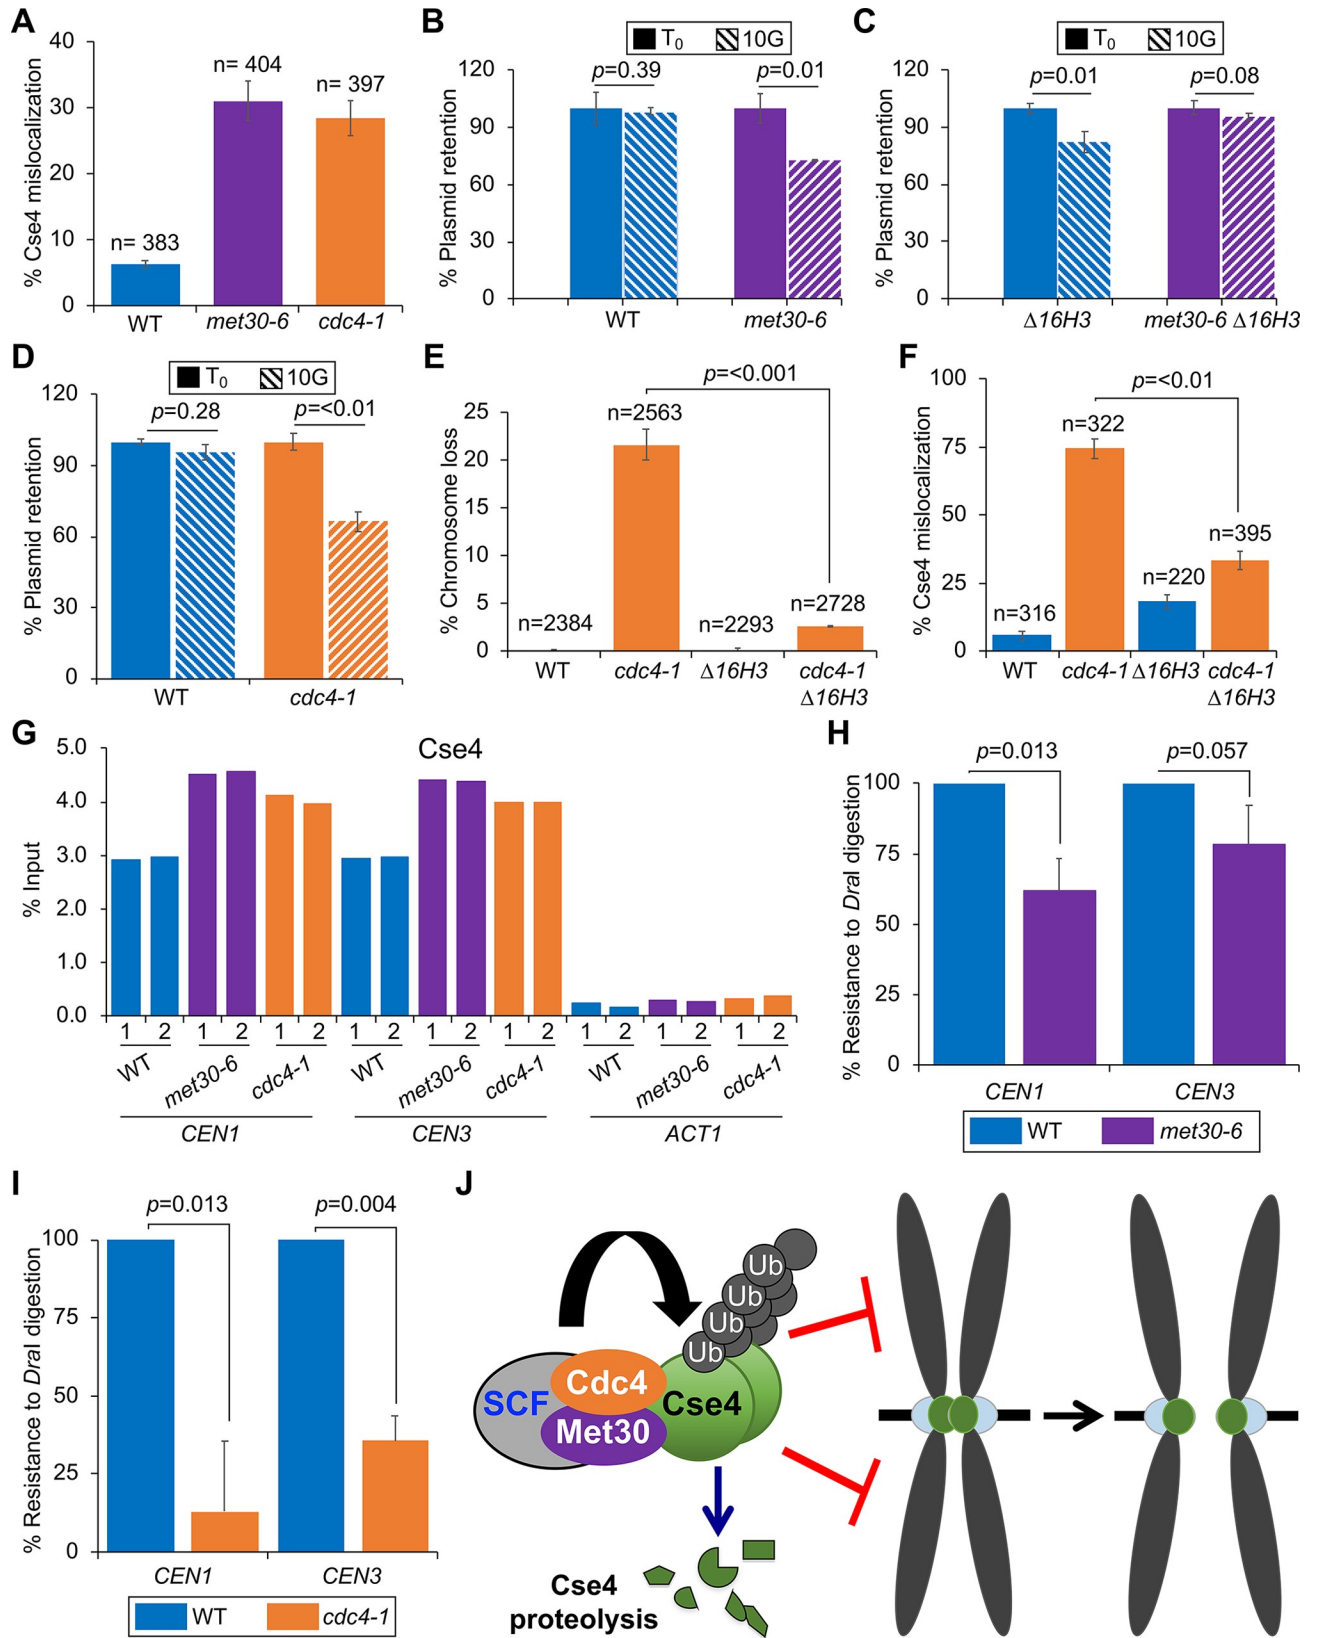 A
% Cse4 mislocalization
40
30
20
10
0
n= 383
n= 404
n= 397
WT
met30-6
cdc4-1
B
T0 10G
% Plasmid retention
120
90
60
30
0
p=0.39
p=0.01
WT
met30-6
C
T0 10G
% Plasmid retention
120
90
60
30
0
p=0.01
p=0.08
Δ16H3
met30-6 Δ16H3
D
T0 10G
% Plasmid retention
120
90
60
30
0
p=0.28
p=<0.01
WT
cdc4-1
E
% Chromosome loss
25
20
15
10
5
0
p=<0.001
n=2384
n=2563
n=2293
n=2728
WT
cdc4-1
Δ16H3
cdc4-1
Δ16H3
F
% Cse4 mislocalization
100
75
50
25
0
p=<0.01
n=316
n=322
n=220
n=395
WT
cdc4-1
Δ16H3
cdc4-1
Δ16H3
G
Cse4
% Input
5.0
4.0
3.0
2.0
1.0
0.0
1 2 1 2 1 2 1 2 1 2 1 2 1 2 1 2 1 2
WT met30-6 cdc4-1 WT met30-6 cdc4-1 WT met30-6 cdc4-1
CEN1 CEN3 ACT1
H
% Resistance to DraI digestion
100
75
50
25
0
p=0.013
p=0.057
CEN1
CEN3
WT met30-6
I
% Resistance to DraI digestion
100
75
50
25
0
p=0.013
p=0.004
CEN1
CEN3
WT cdc4-1
J
Ub
Ub
Ub
Ub
SCF
Cdc4
Met30
Cse4
Cse4
proteolysis